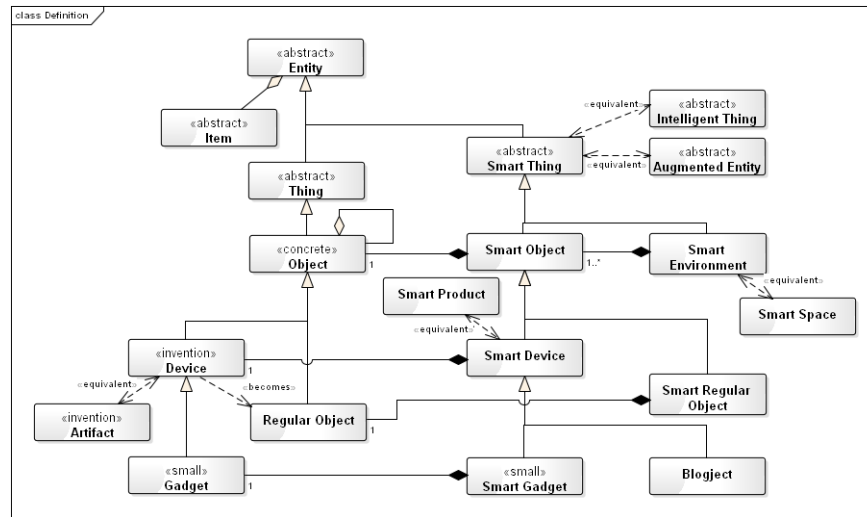 class Definition
«abstract»
Entity
«abstract»
Item
«equivalent»
«abstract»
Intelligent Thing
«abstract»
Smart Thing
«equivalent»
«abstract»
Augmented Entity
«abstract»
Thing
«concrete»
Object
1
Smart Object
1..*
Smart
Environment
«equivalent»
Smart Space
Smart Product
«equivalent»
«invention»
Device
1
Smart Device
«equivalent»
«becomes»
«invention»
Artifact
Regular Object
1
Smart Regular
Object
«small»
Gadget
1
«small»
Smart Gadget
Blogject